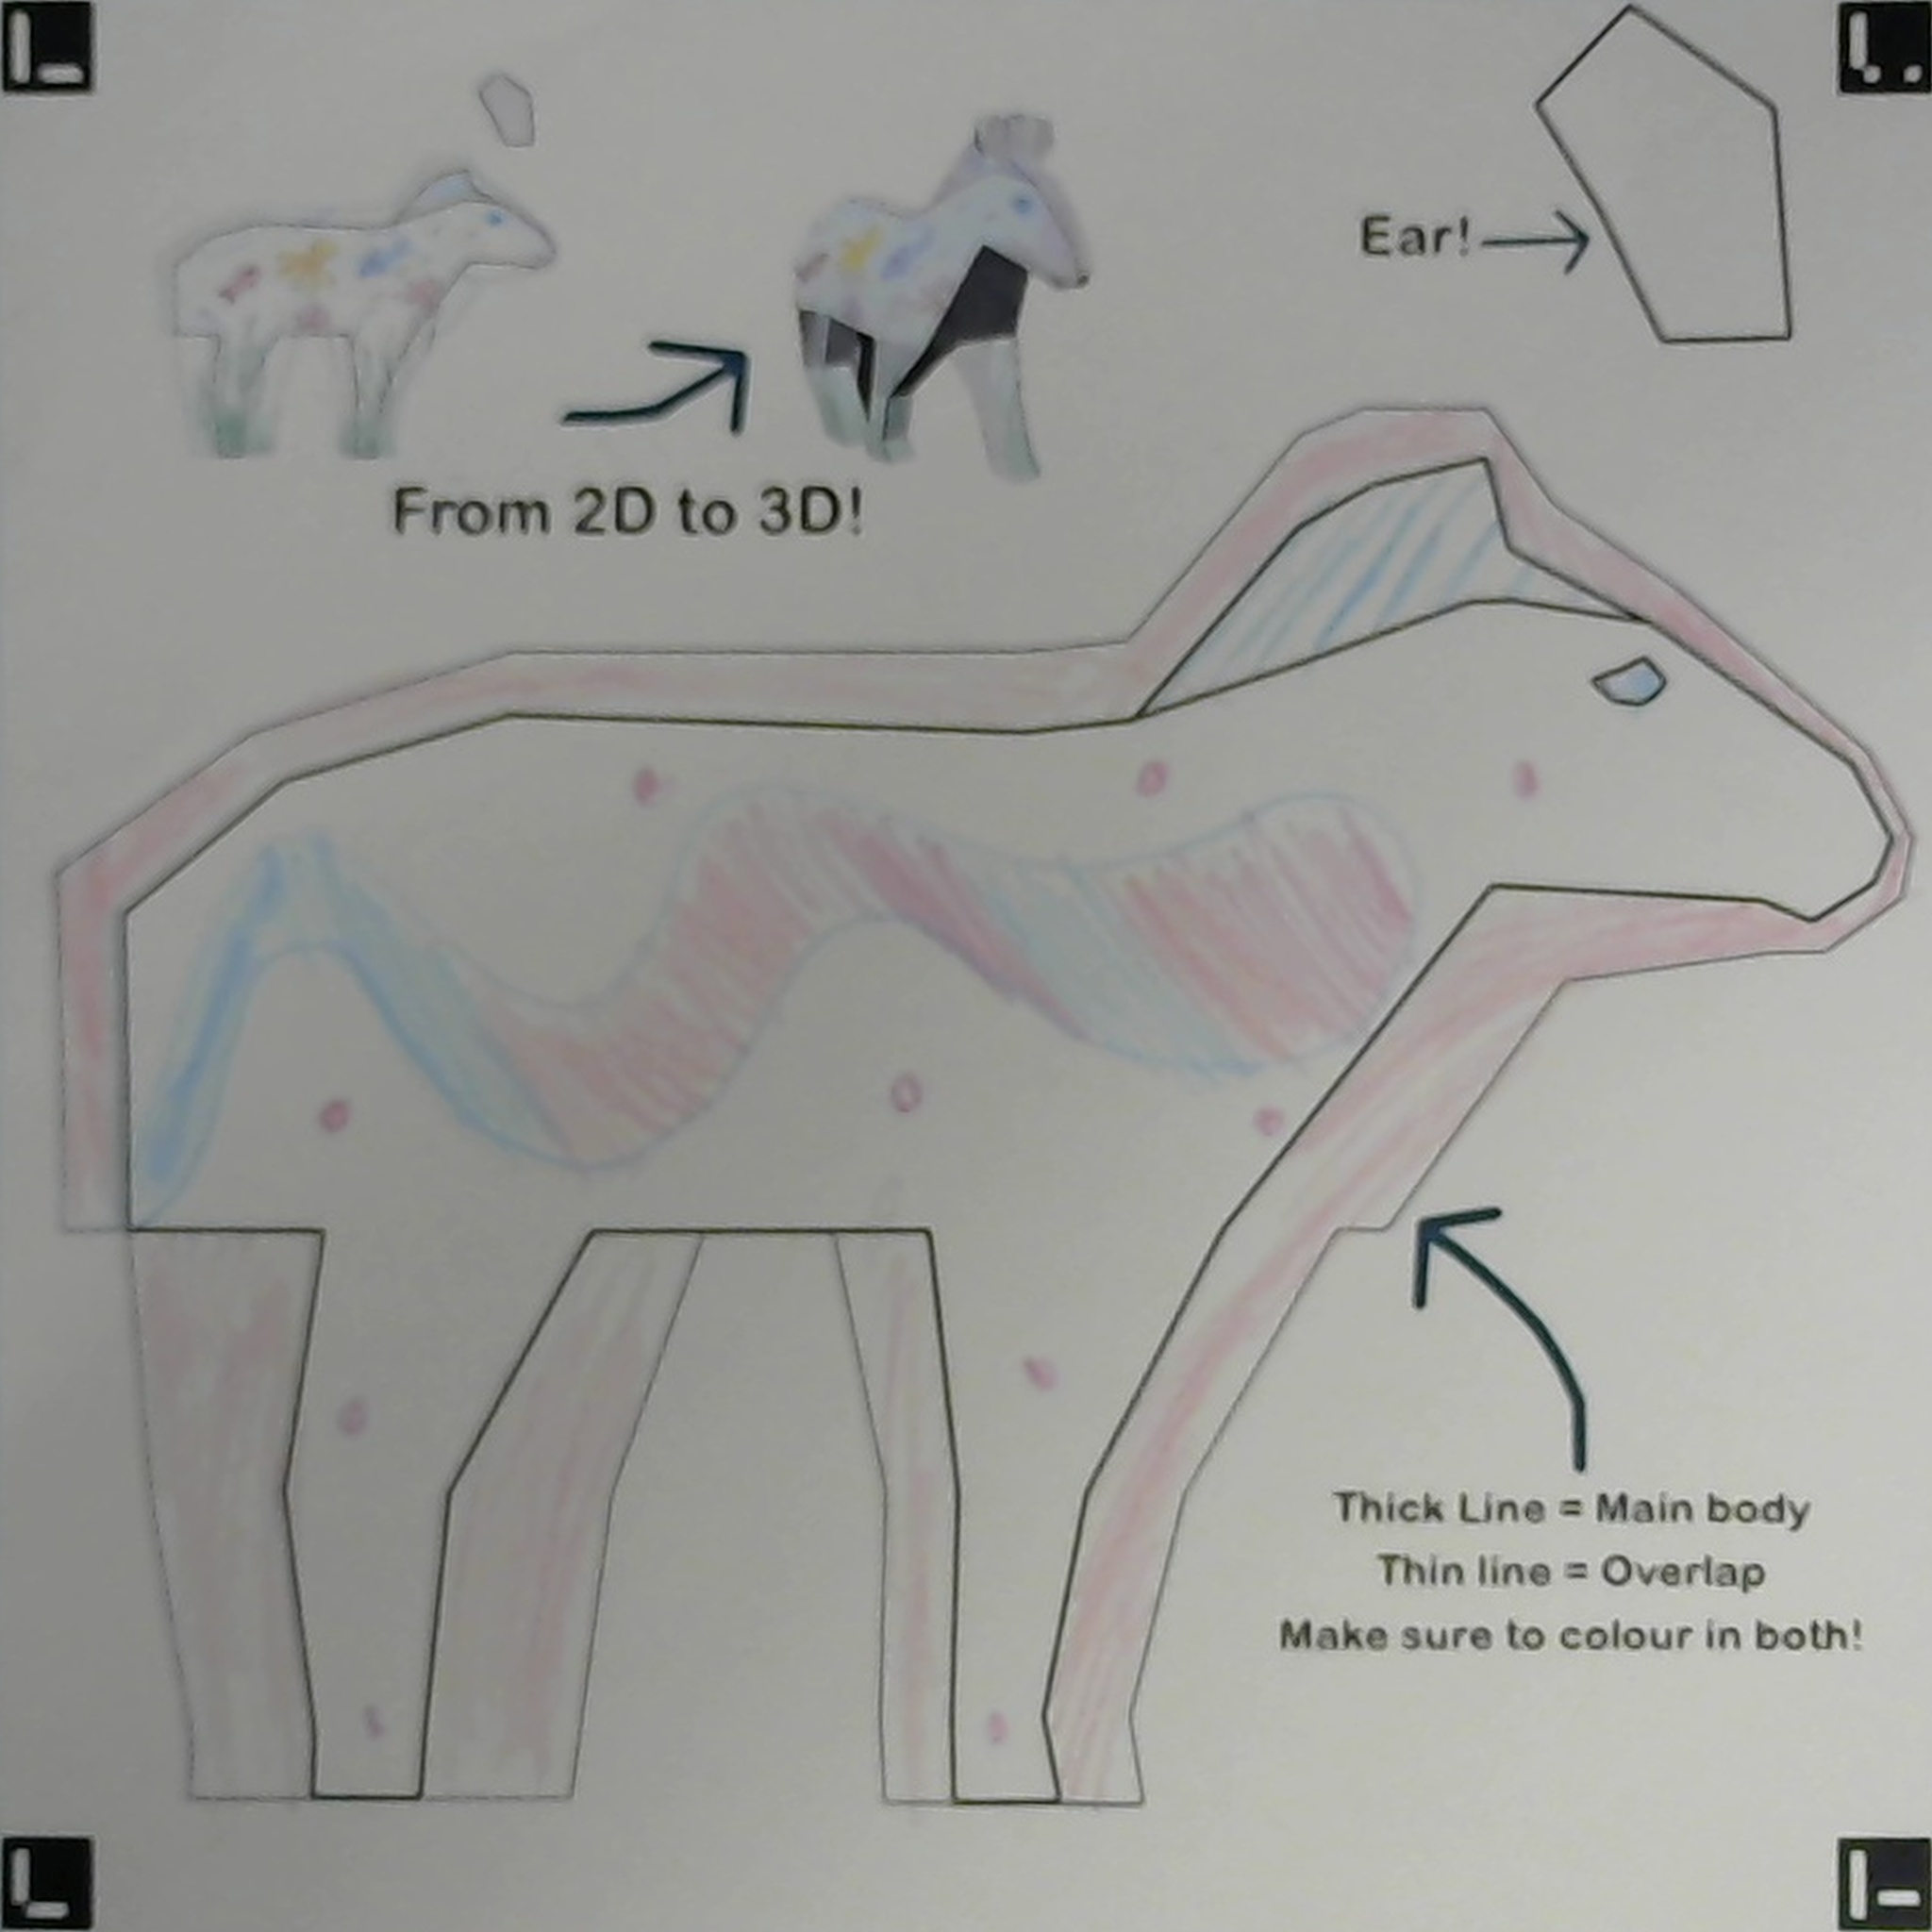 Ear!
From 2D to 3D!
Thick Line = Main body
Thin line = Overlap
Make sure to colour in both!